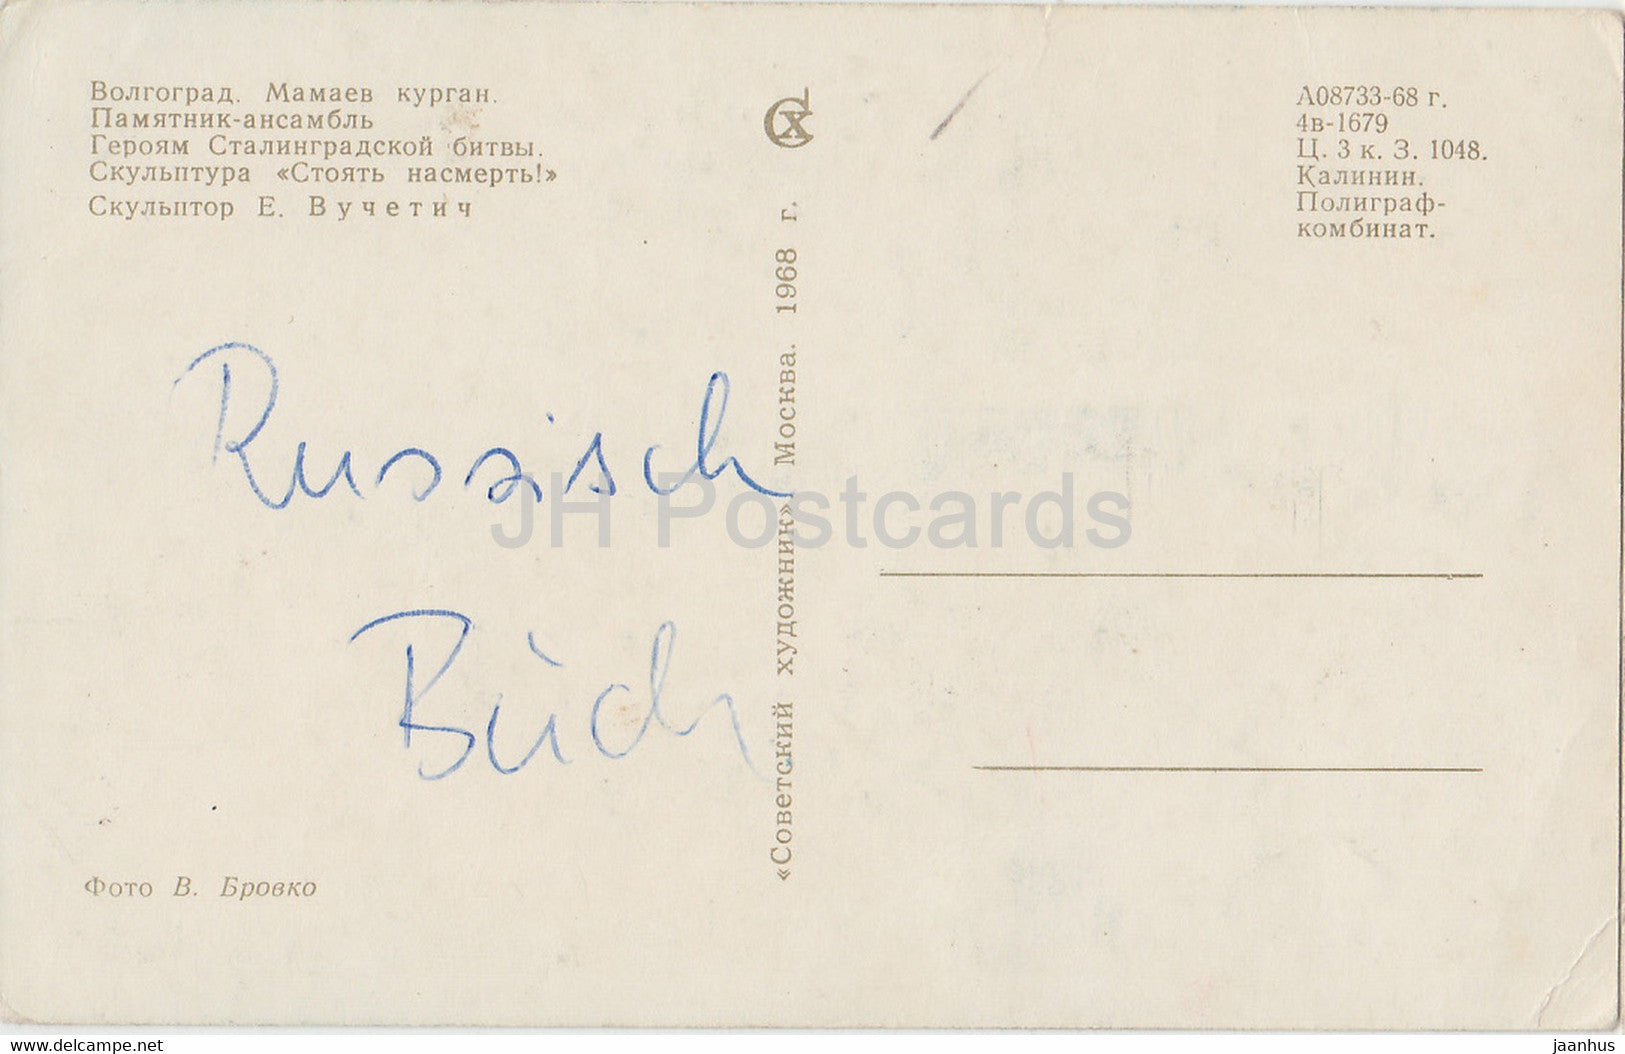 Волгоград. Мамаев курган.
Памятник-ансамбль
Героям Сталинградской битвы.
Скульптура «Стоять насмерть!»
Скульптор Е. Вучетич
СХ
А08733-68 г.
4в-1679
Ц. 3 к. З. 1048.
Калинин.
Полиграф-
комбинат.
Russisch
Buch
«Советский художник» Москва. 1968 г.
JH Postcards
Фото В. Бровко
www.delcampe.net
jaanhus